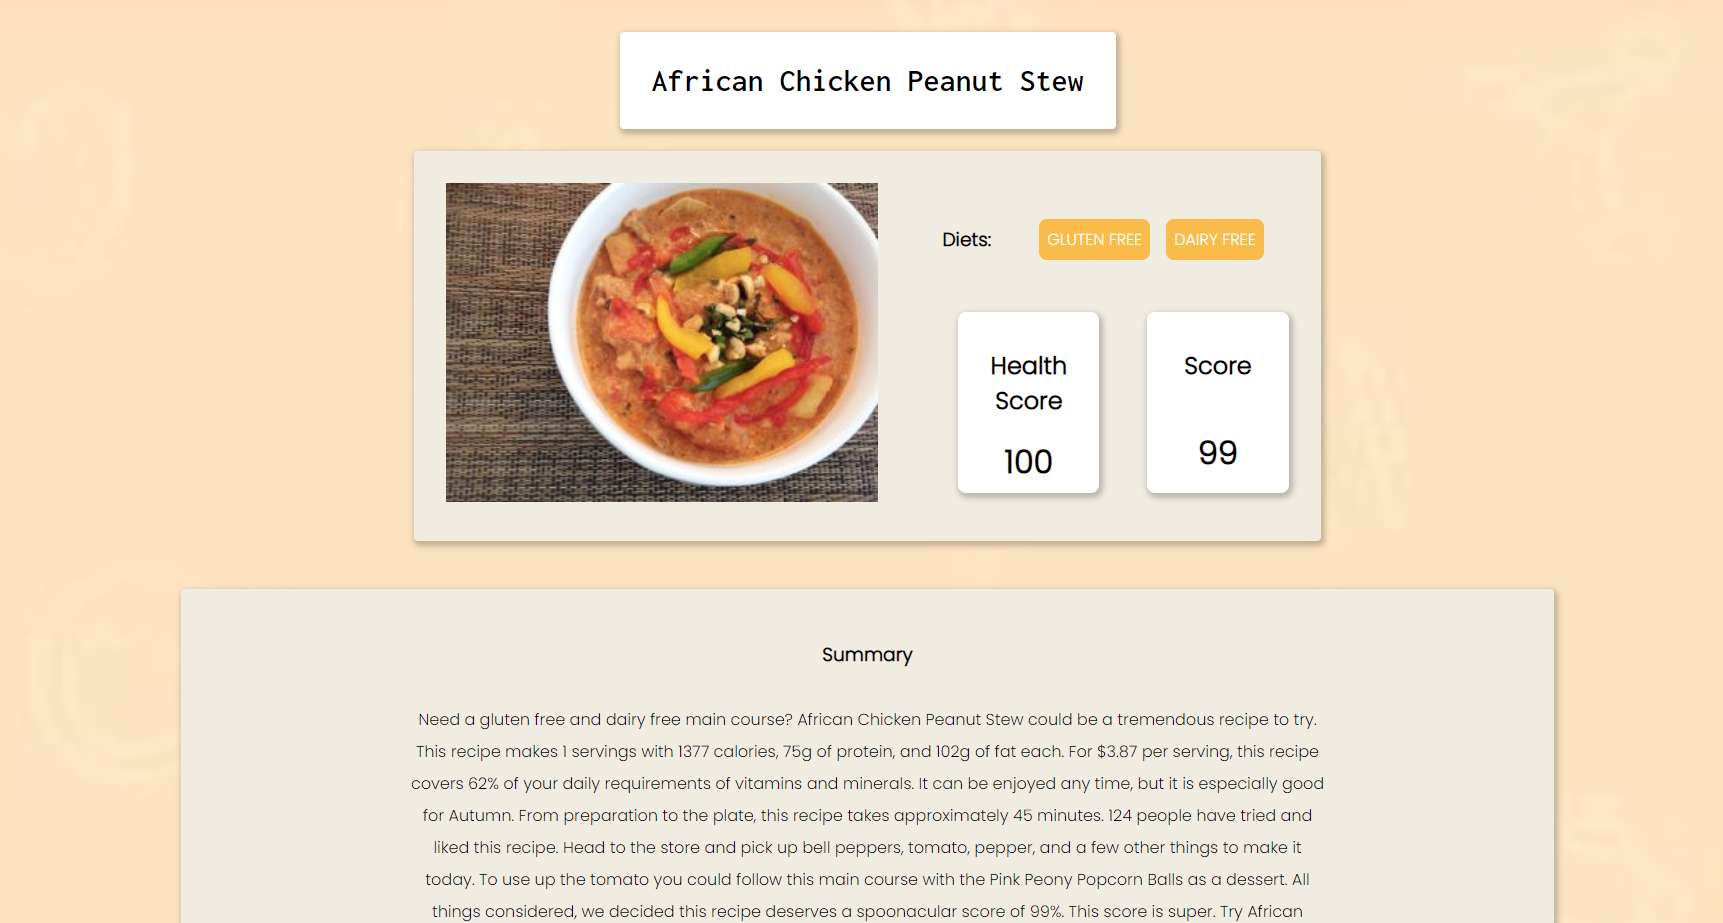 African Chicken Peanut Stew
Diets:
GLUTEN FREE
DAIRY FREE
Health
Score
100
Score
99
Summary
Need a gluten free and dairy free main course? African Chicken Peanut Stew could be a tremendous recipe to try.
This recipe makes 1 servings with 1377 calories, 75g of protein, and 102g of fat each. For $3.87 per serving, this recipe
covers 62% of your daily requirements of vitamins and minerals. It can be enjoyed any time, but it is especially good
for Autumn. From preparation to the plate, this recipe takes approximately 45 minutes. 124 people have tried and
liked this recipe. Head to the store and pick up bell peppers, tomato, pepper, and a few other things to make it
today. To use up the tomato you could follow this main course with the Pink Peony Popcorn Balls as a dessert. All
things considered, we decided this recipe deserves a spoonacular score of 99%. This score is super. Try African